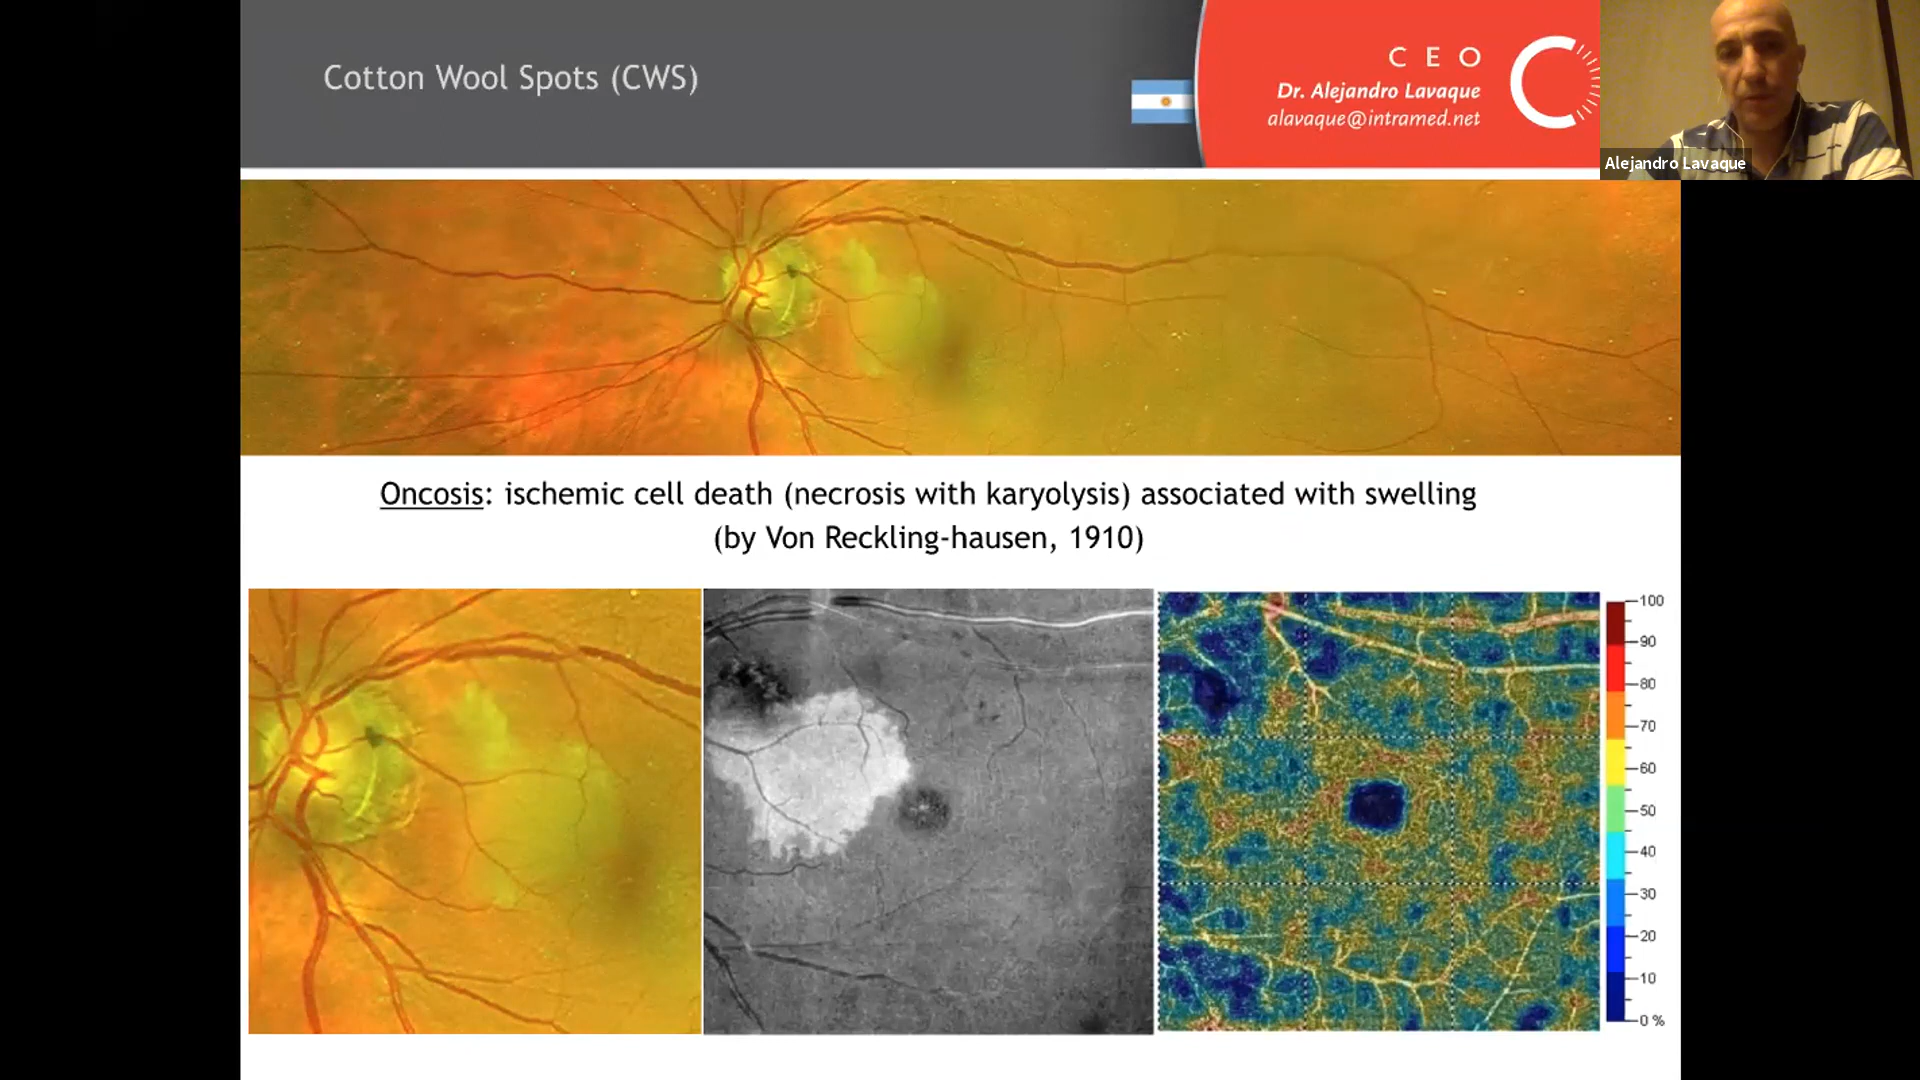 Cotton Wool Spots (CWS)
CEO
Dr. Alejandro Lavaque
alavaque@intramed.net
Alejandro Lavaque
Oncosis: ischemic cell death (necrosis with karyolysis) associated with swelling
(by Von Reckling-hausen, 1910)
100
90
80
70
60
50
40
30
20
10
0 %